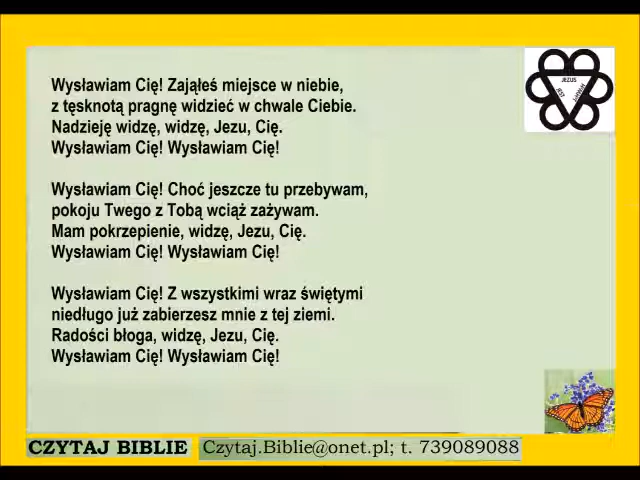 Wysławiam Cię! Zająłeś miejsce w niebie,
z tęsknotą pragnę widzieć w chwale Ciebie.
Nadzieję widzę, widzę, Jezu, Cię.
Wysławiam Cię! Wysławiam Cię!
Wysławiam Cię! Choć jeszcze tu przebywam,
pokoju Twego z Tobą wciąż zażywam.
Mam pokrzepienie, widzę, Jezu, Cię.
Wysławiam Cię! Wysławiam Cię!
Wysławiam Cię! Z wszystkimi wraz świętymi
niedługo już zabierzesz mnie z tej ziemi.
Radości błoga, widzę, Jezu, Cię.
Wysławiam Cię! Wysławiam Cię!
JEZUS
JEST
CZYTAJ BIBLIE Czytaj.Biblie@onet.pl; t. 739089088